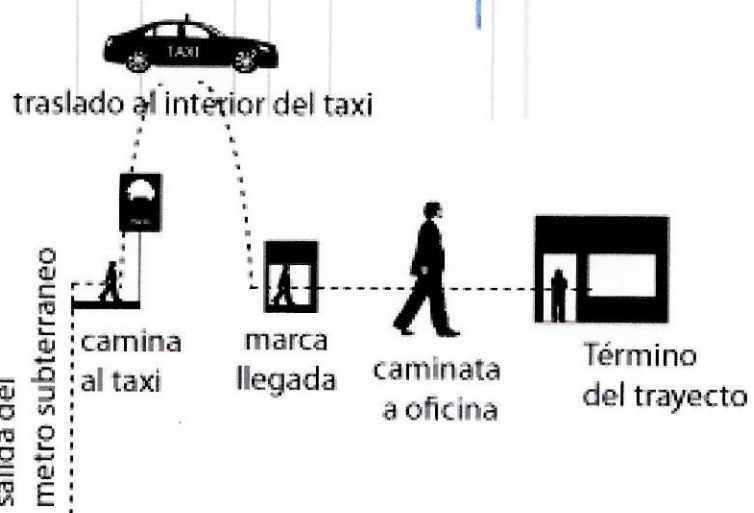 TAXI
traslado al interior del taxi
camina
al taxi
marca
llegada
caminata
a oficina
Término
del trayecto
salida del
metro subterraneo